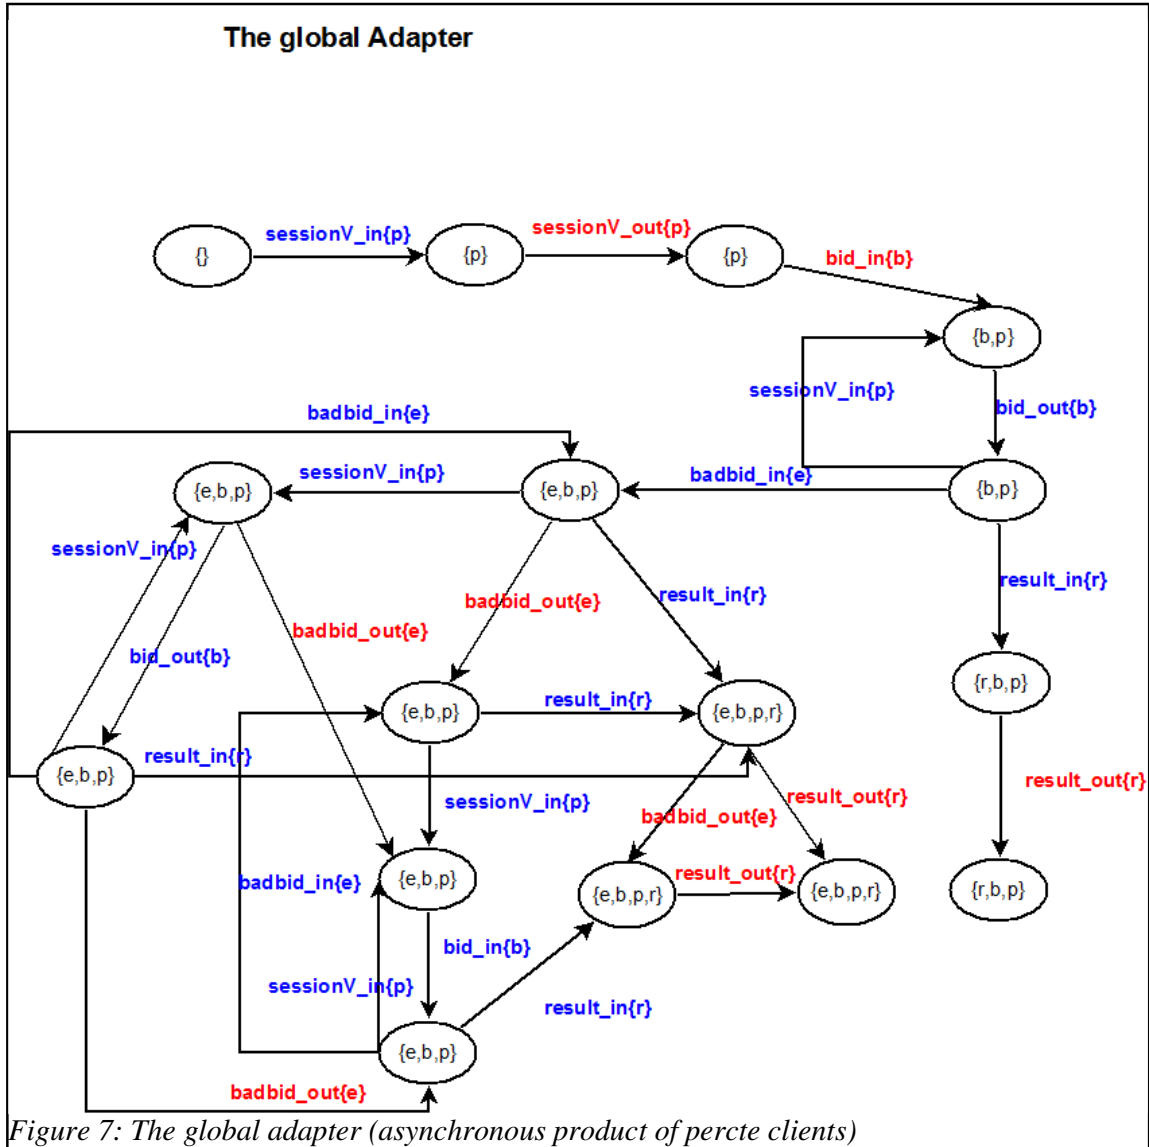 The global Adapter
sessionV_in{p}
sessionV_out{p}
{}
{p}
{p}
bid_in{b}
{b,p}
sessionV_in{p}
bid_out{b}
badbid_in{e}
sessionV_in{p}
badbid_in{e}
{e,b,p}
{e,b,p}
{b,p}
sessionV_in{p}
result_in{r}
badbid_out{e}
result_in{r}
badbid_out{e}
bid_out{b}
{r,b,p}
{e,b,p}
result_in{r}
{e,b,p,r}
result_in{r}
{e,b,p}
result_out{r}
sessionV_in{p}
result_out{r}
badbid_out{e}
badbid_in{e}
{e,b,p}
result_out{r}
{e,b,p,r}
{e,b,p,r}
{r,b,p}
bid_in{b}
sessionV_in{p}
result_in{r}
{e,b,p}
badbid_out{e}
Figure 7: The global adapter (asynchronous product of percte clients)